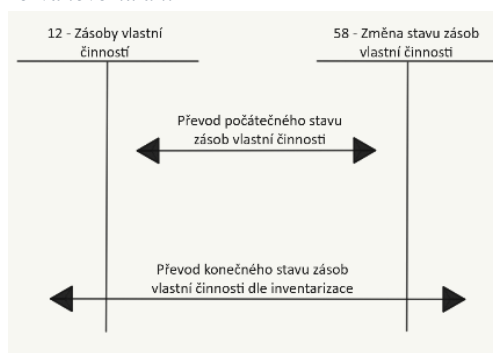 12 - Zásoby vlastní
činností
58 - Změna stavu zásob
vlastní činnosti
Převod počátečného stavu
zásob vlastní činnosti
Převod konečného stavu zásob
vlastní činnosti dle inventarizace